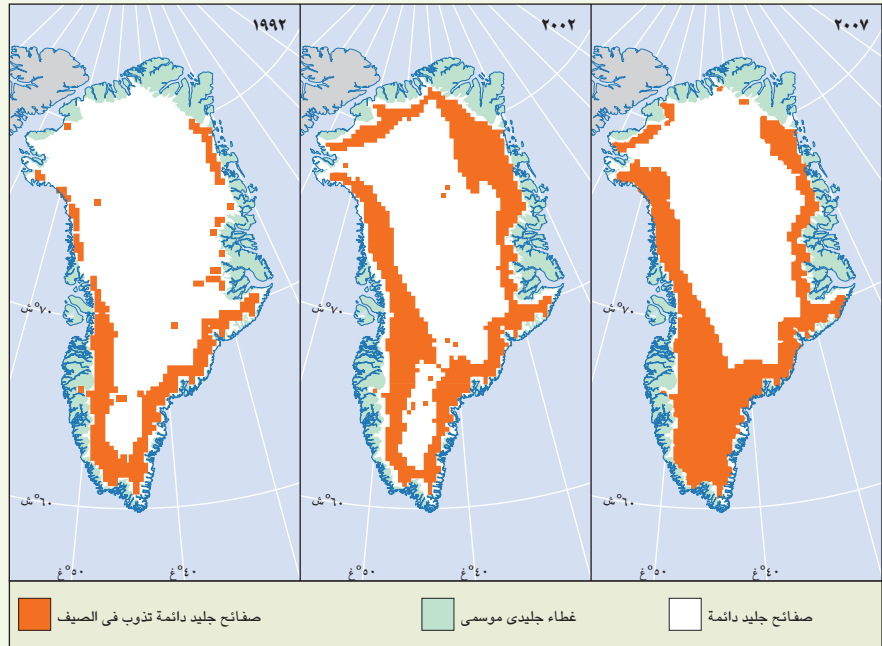 ١٩٩٢
٢٠٠٢
٢٠٠٧
٧٠°ش
٧٠°ش
٧٠°ش
٦٠°ش
٦٠°ش
٦٠°ش
٥٠°غ
٤٠°غ
٥٠°غ
٤٠°غ
٥٠°غ
٤٠°غ
صفائح جليد دائمة
غطاء جليدى موسمى
صفائح جليد دائمة تذوب فى الصيف